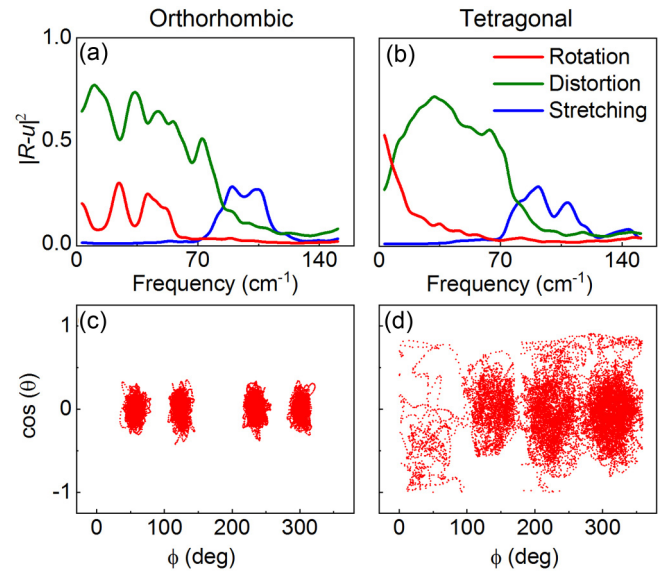 Orthorhombic Tetragonal
(a) (b)
Rotation
Distortion
Stretching
|R-u|²
1.0
0.5
0.0
0 70 140 0 70 140
Frequency (cm⁻¹) Frequency (cm⁻¹)
(c) (d)
cos (θ)
1
0
-1
0 100 200 300 0 100 200 300
ϕ (deg) ϕ (deg)